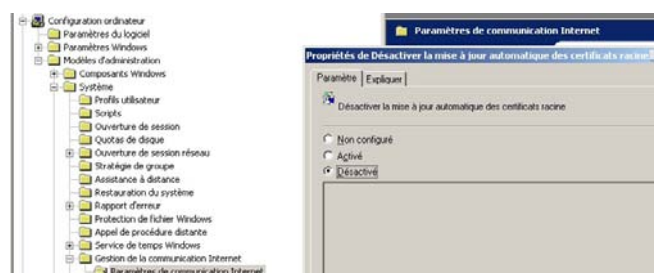 Configuration ordinateur
Paramètres du logiciel
Paramètres Windows
Modèles d'administration
Composants Windows
Système
Profils utilisateur
Scripts
Ouverture de session
Quotas de disque
Ouverture de session réseau
Stratégie de groupe
Assistance à distance
Restauration du système
Rapport d'erreur
Protection de fichier Windows
Appel de procédure distante
Service de temps Windows
Gestion de la communication Internet
Paramètres de communication Internet
Paramètres de communication Internet
Propriétés de Désactiver la mise à jour automatique des certificats racine
Paramètre Expliquer
Désactiver la mise à jour automatique des certificats racine
Non configuré
Activé
Désactivé